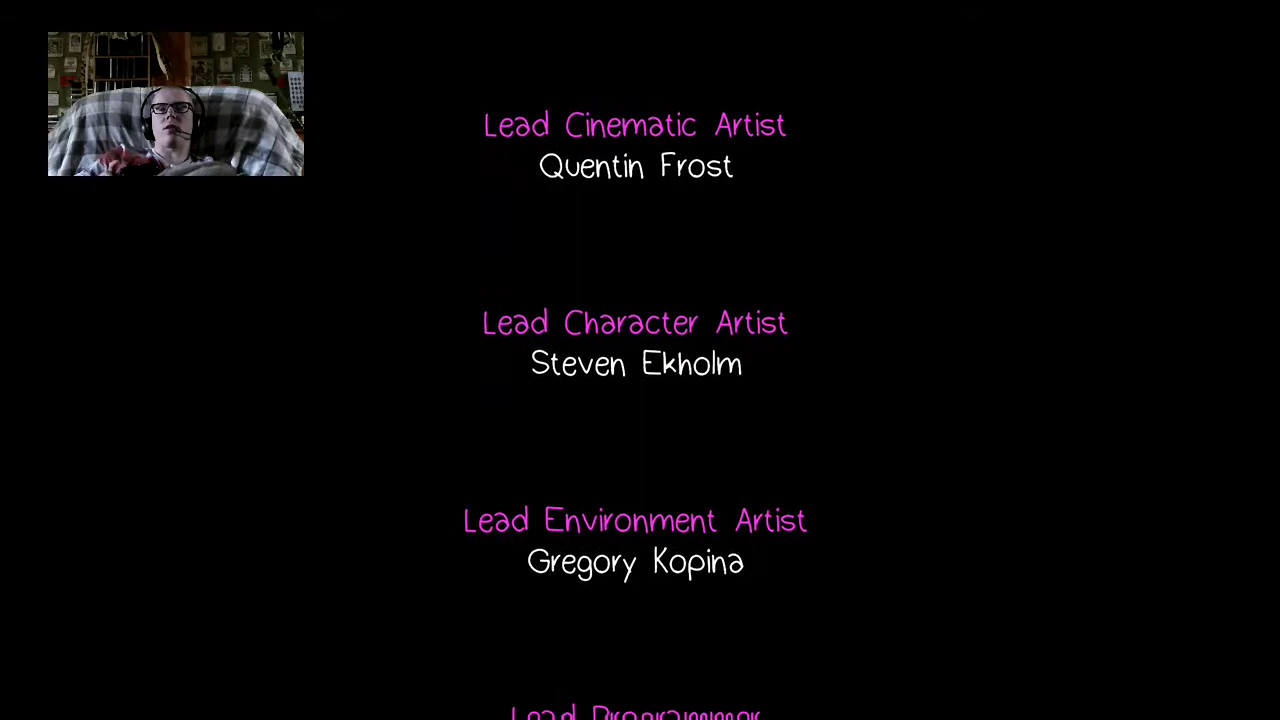 Lead Cinematic Artist
Quentin Frost
Lead Character Artist
Steven Ekholm
Lead Environment Artist
Gregory Kopina
Lead Programmer